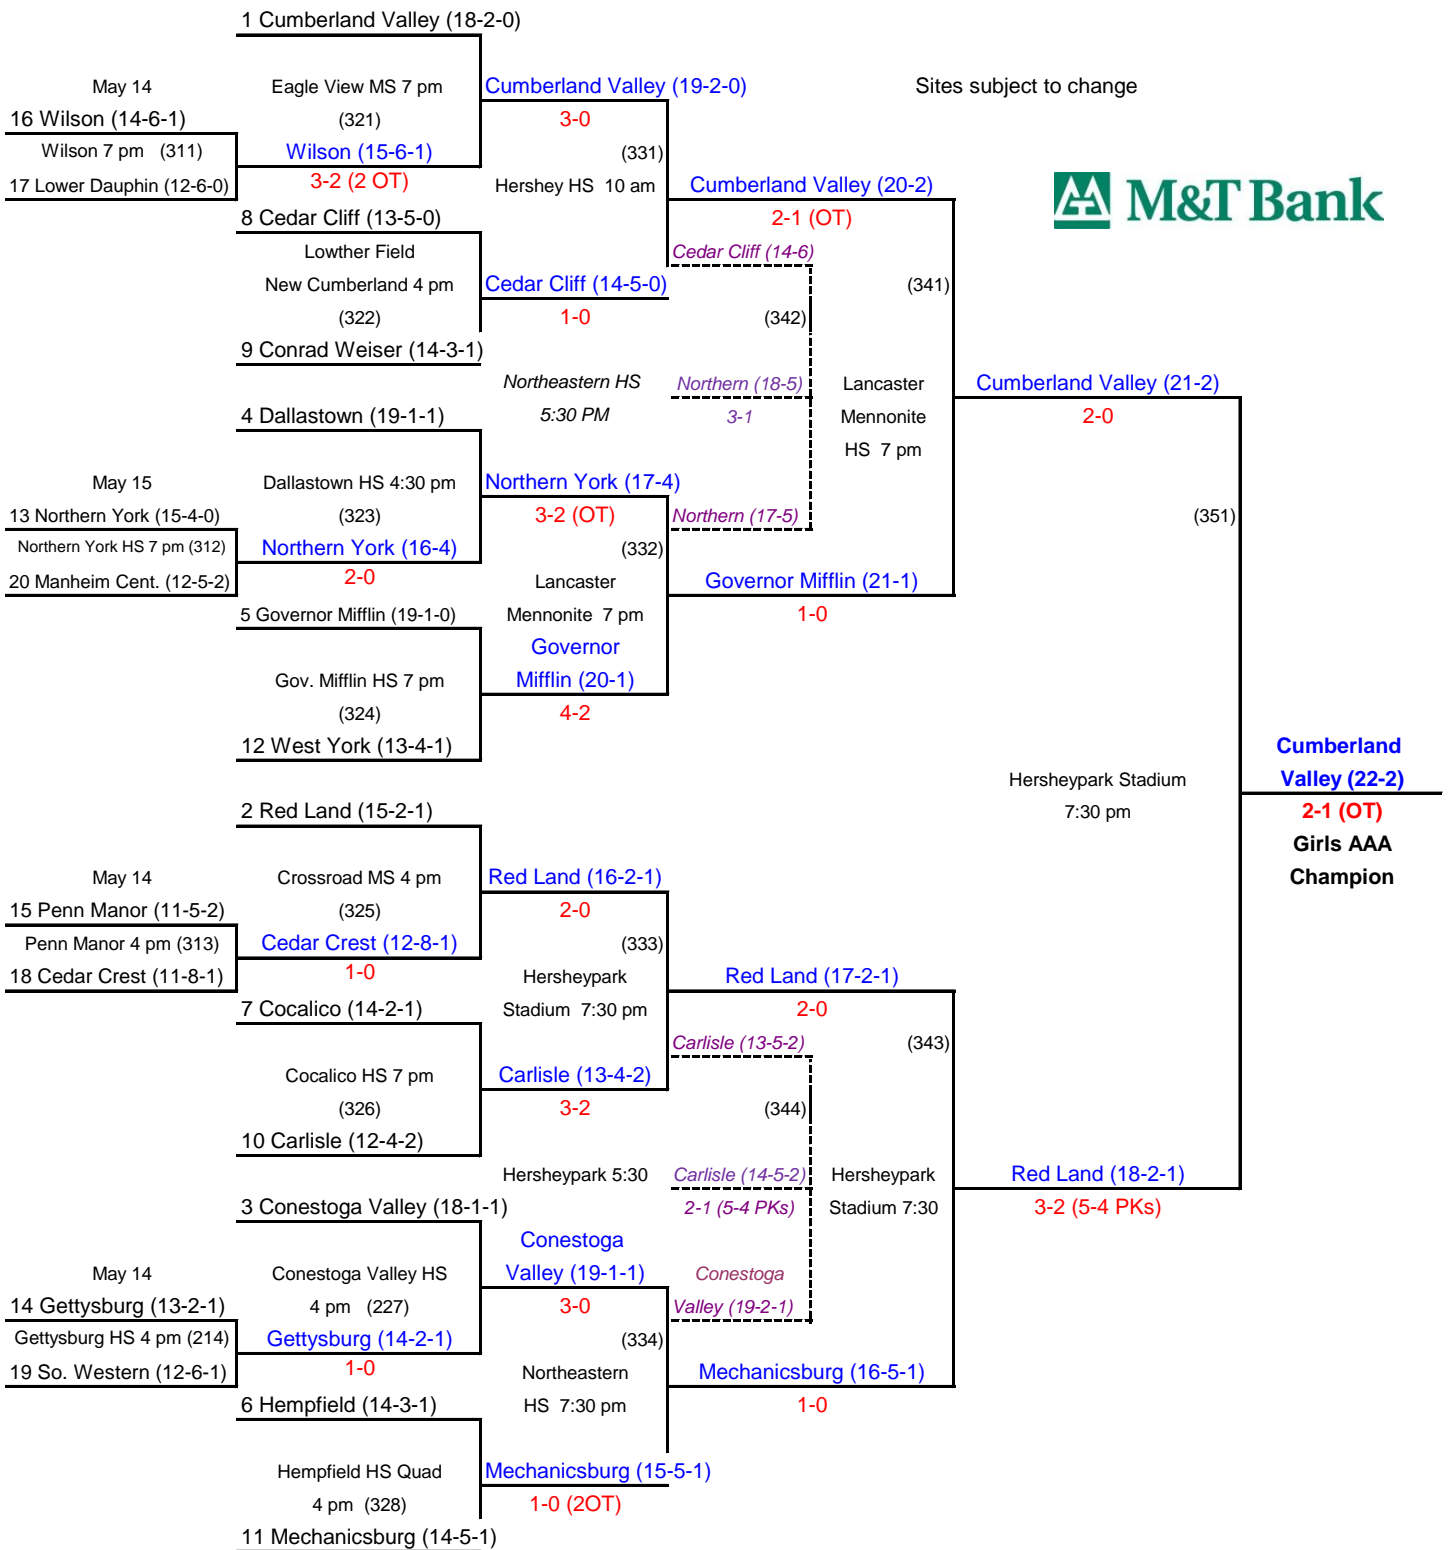 1 Cumberland Valley (18-2-0)
May 14
Eagle View MS 7 pm
Cumberland Valley (19-2-0)
Sites subject to change
16 Wilson (14-6-1)
(321)
3-0
Wilson 7 pm (311)
Wilson (15-6-1)
(331)
17 Lower Dauphin (12-6-0)
3-2 (2 OT)
Hershey HS 10 am
Cumberland Valley (20-2)
M&T Bank
8 Cedar Cliff (13-5-0)
2-1 (OT)
Lowther Field
Cedar Cliff (14-6)
New Cumberland 4 pm
Cedar Cliff (14-5-0)
(341)
(322)
1-0
(342)
9 Conrad Weiser (14-3-1)
Northeastern HS
Northern (18-5)
Lancaster
Cumberland Valley (21-2)
4 Dallastown (19-1-1)
5:30 PM
3-1
Mennonite
2-0
HS 7 pm
May 15
Dallastown HS 4:30 pm
Northern York (17-4)
13 Northern York (15-4-0)
(323)
3-2 (OT)
Northern (17-5)
(351)
Northern York HS 7 pm (312)
Northern York (16-4)
(332)
20 Manheim Cent. (12-5-2)
2-0
Lancaster
Governor Mifflin (21-1)
5 Governor Mifflin (19-1-0)
Mennonite 7 pm
1-0
Governor
Gov. Mifflin HS 7 pm
Mifflin (20-1)
(324)
4-2
12 West York (13-4-1)
Cumberland
Hersheypark Stadium
Valley (22-2)
2 Red Land (15-2-1)
7:30 pm
2-1 (OT)
Girls AAA
May 14
Crossroad MS 4 pm
Red Land (16-2-1)
Champion
15 Penn Manor (11-5-2)
(325)
2-0
Penn Manor 4 pm (313)
Cedar Crest (12-8-1)
(333)
18 Cedar Crest (11-8-1)
1-0
Hersheypark
Red Land (17-2-1)
7 Cocalico (14-2-1)
Stadium 7:30 pm
2-0
Carlisle (13-5-2)
(343)
Cocalico HS 7 pm
Carlisle (13-4-2)
(326)
3-2
(344)
10 Carlisle (12-4-2)
Hersheypark 5:30
Carlisle (14-5-2)
Hersheypark
Red Land (18-2-1)
3 Conestoga Valley (18-1-1)
2-1 (5-4 PKs)
Stadium 7:30
3-2 (5-4 PKs)
Conestoga
May 14
Conestoga Valley HS
Valley (19-1-1)
Conestoga
14 Gettysburg (13-2-1)
4 pm (227)
3-0
Valley (19-2-1)
Gettysburg HS 4 pm (214)
Gettysburg (14-2-1)
(334)
19 So. Western (12-6-1)
1-0
Northeastern
Mechanicsburg (16-5-1)
6 Hempfield (14-3-1)
HS 7:30 pm
1-0
Hempfield HS Quad
Mechanicsburg (15-5-1)
4 pm (328)
1-0 (2OT)
11 Mechanicsburg (14-5-1)